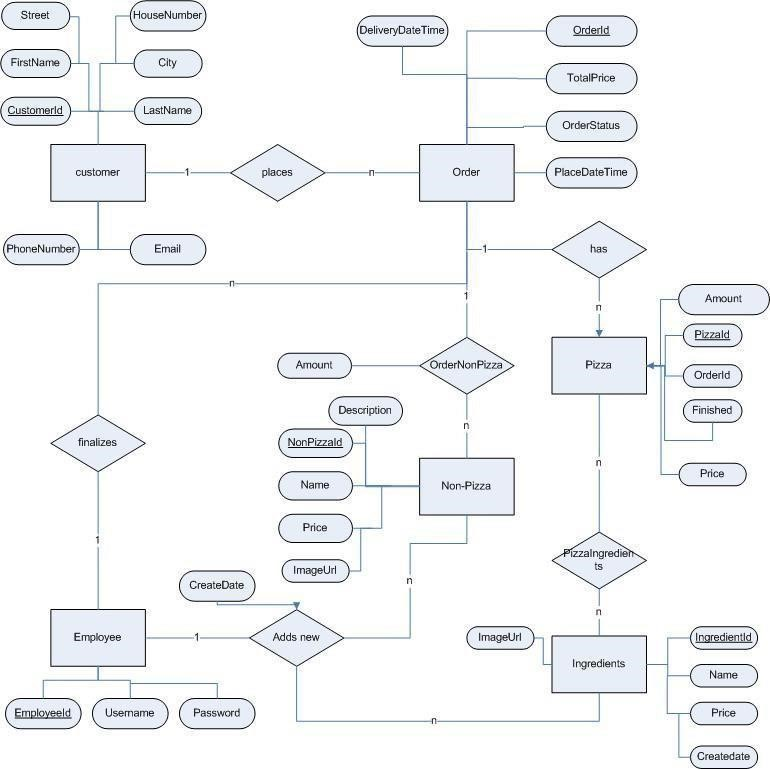 Street
HouseNumber
DeliveryDateTime
OrderId
FirstName
City
TotalPrice
CustomerId
LastName
OrderStatus
customer
1
places
n
Order
PlaceDateTime
PhoneNumber
Email
1
has
n
1
n
Amount
PizzaId
Amount
OrderNonPizza
Pizza
OrderId
Description
Finished
finalizes
NonPizzaId
n
n
Name
Non-Pizza
Price
Price
1
PizzaIngredien
ts
ImageUrl
n
CreateDate
n
Employee
1
Adds new
ImageUrl
Ingredients
IngredientId
Name
EmployeeId
Username
Password
n
Price
Createdate